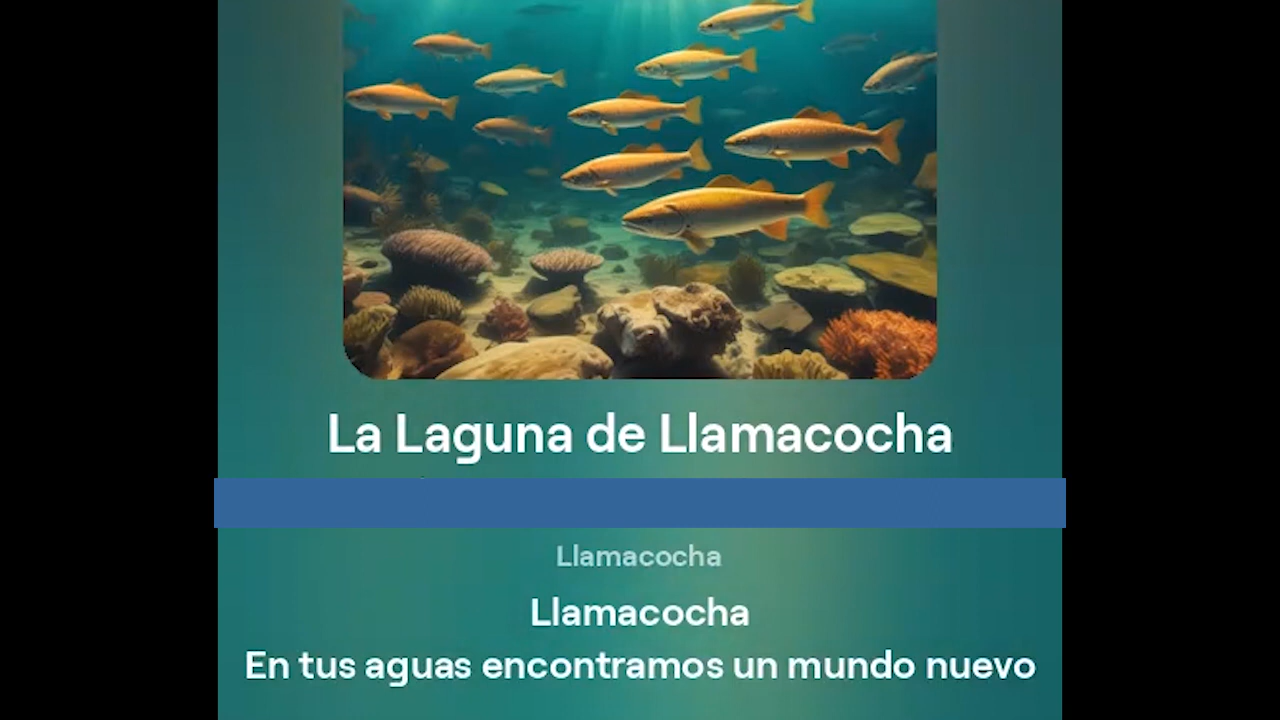 La Laguna de Llamacocha
Llamacocha
Llamacocha
En tus aguas encontramos un mundo nuevo